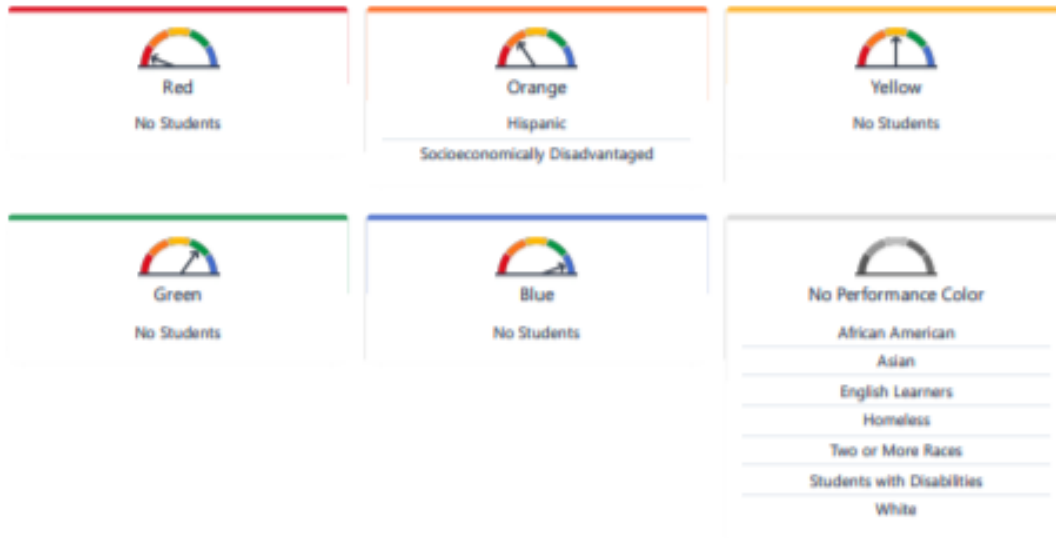 Red
No Students
Orange
Hispanic
Socioeconomically Disadvantaged
Yellow
No Students
Green
No Students
Blue
No Students
No Performance Color
African American
Asian
English Learners
Homeless
Two or More Races
Students with Disabilities
White